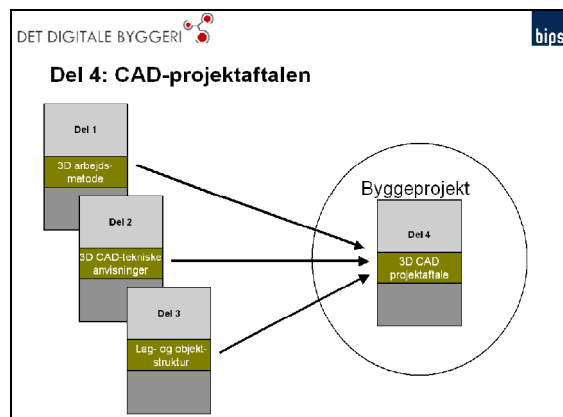 DET DIGITALE BYGGERI
bips
Del 4: CAD-projektaftalen
Del 1
3D arbejds-
metode
Del 2
3D CAD-tekniske
anvisninger
Del 3
Lag- og objekt-
struktur
Byggeprojekt
Del 4
3D CAD
projektaftale